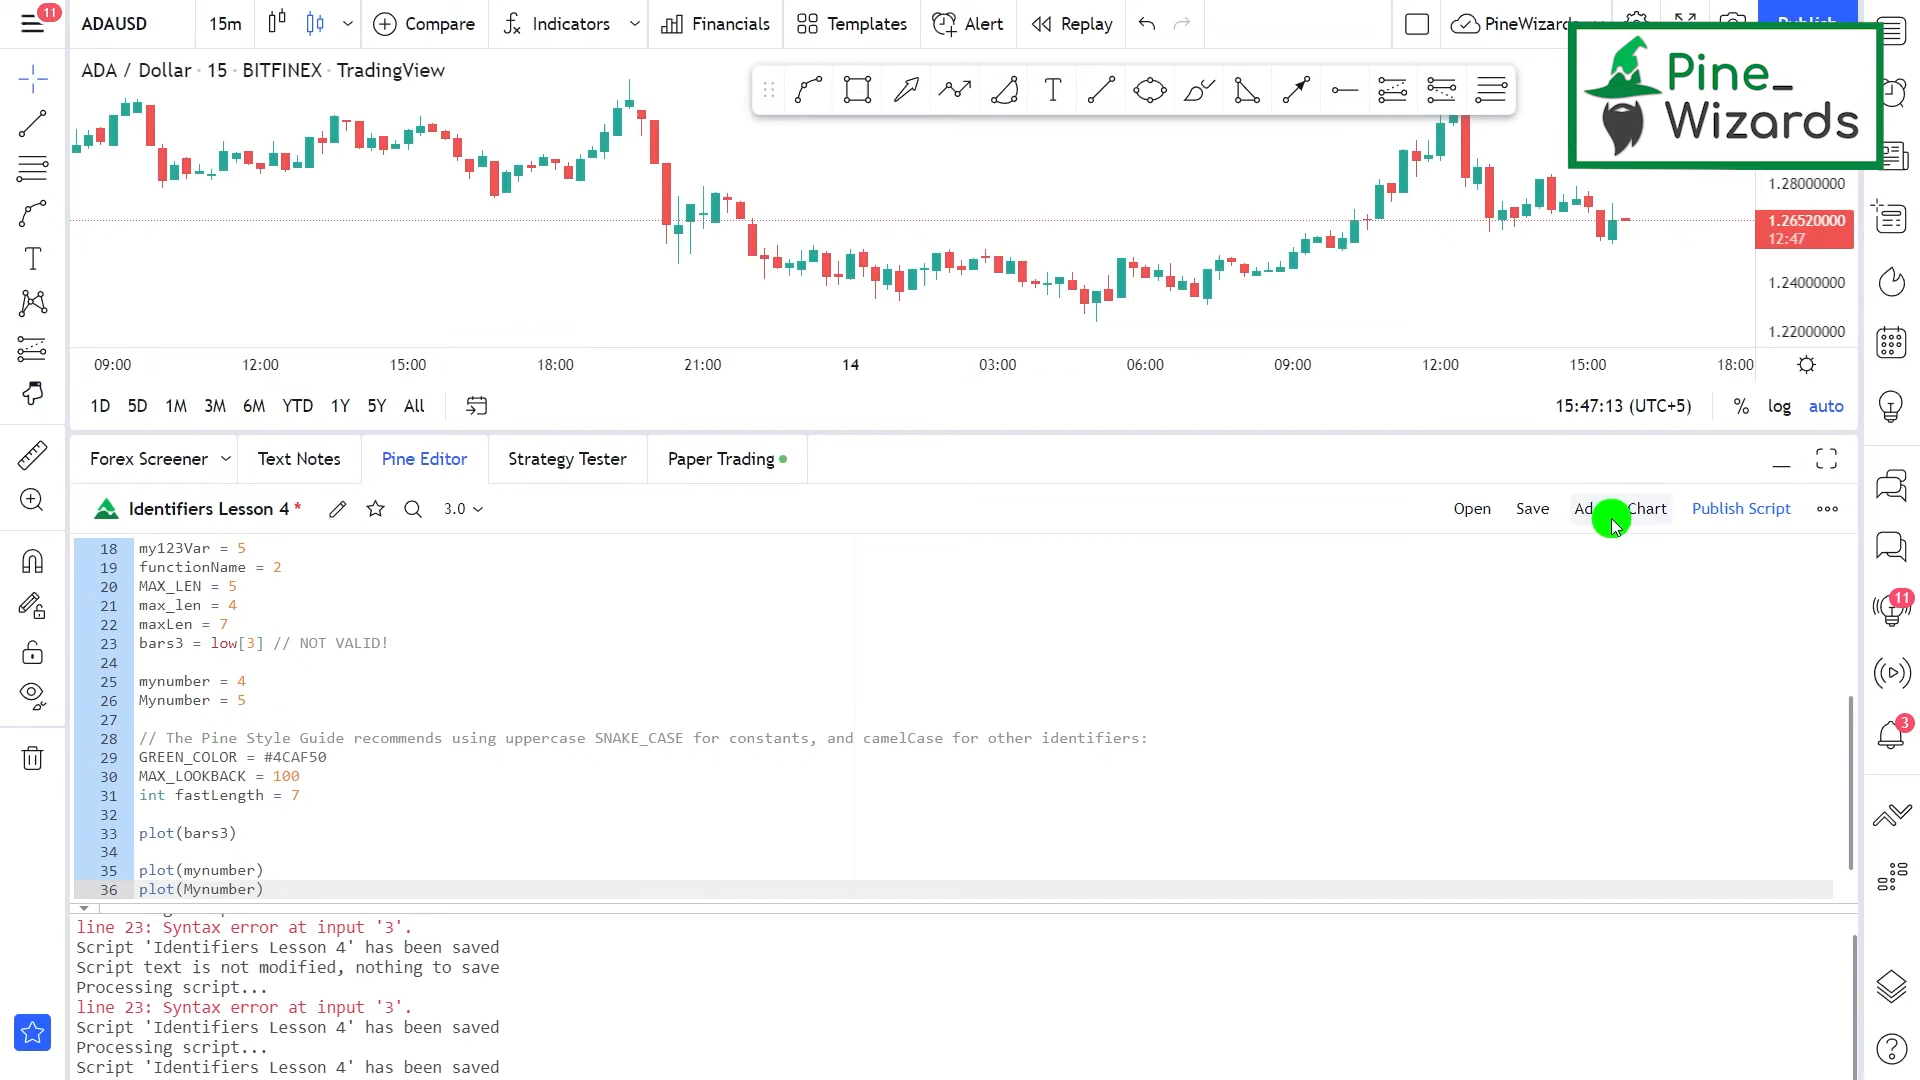 11
ADAUSD
15m
Compare
Indicators
Financials
Templates
Alert
Replay
PineWizards
Publish
Pine_
Wizards
ADA / Dollar · 15 · BITFINEX · TradingView
1.28000000
1.26520000
12:47
1.24000000
1.22000000
09:00 12:00 15:00 18:00 21:00 14 03:00 06:00 09:00 12:00 15:00 18:00
1D 5D 1M 3M 6M YTD 1Y 5Y All
15:47:13 (UTC+5) % log auto
Forex Screener Text Notes Pine Editor Strategy Tester Paper Trading
Identifiers Lesson 4 * 3.0
Open Save Ad Chart Publish Script
18 my123Var = 5
19 functionName = 2
20 MAX_LEN = 5
21 max_len = 4
22 maxLen = 7
23 bars3 = low[3] // NOT VALID!
24
25 mynumber = 4
26 Mynumber = 5
27
28 // The Pine Style Guide recommends using uppercase SNAKE_CASE for constants, and camelCase for other identifiers:
29 GREEN_COLOR = #4CAF50
30 MAX_LOOKBACK = 100
31 int fastLength = 7
32
33 plot(bars3)
34
35 plot(mynumber)
36 plot(Mynumber)
line 23: Syntax error at input '3'.
Script 'Identifiers Lesson 4' has been saved
Script text is not modified, nothing to save
Processing script...
line 23: Syntax error at input '3'.
Script 'Identifiers Lesson 4' has been saved
Processing script...
Script 'Identifiers Lesson 4' has been saved
11
3